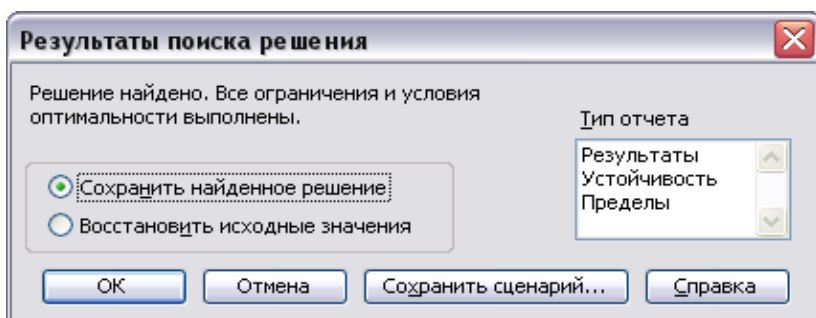 Результаты поиска решения
Решение найдено. Все ограничения и условия
оптимальности выполнены.
Тип отчета
Результаты
Устойчивость
Пределы
Сохранить найденное решение
Восстановить исходные значения
ОК
Отмена
Сохранить сценарий...
Справка